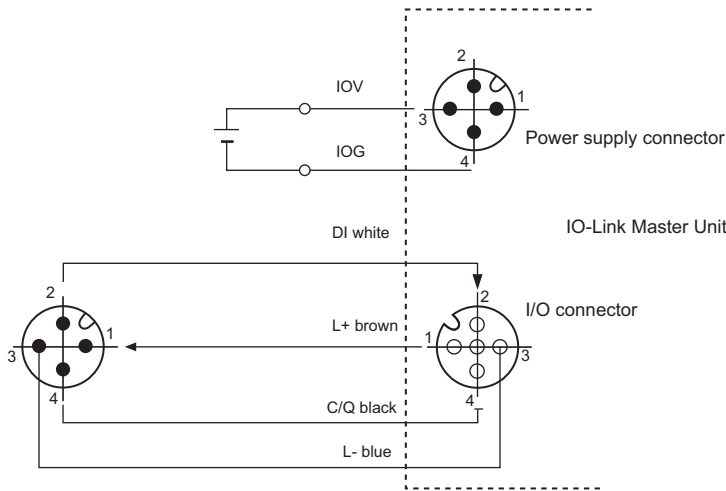 2
IOV
1
3
Power supply connector
IOG
4
IO-Link Master Unit
DI white
2
2
I/O connector
L+ brown
1
1
3
3
4
4
C/Q black
L- blue